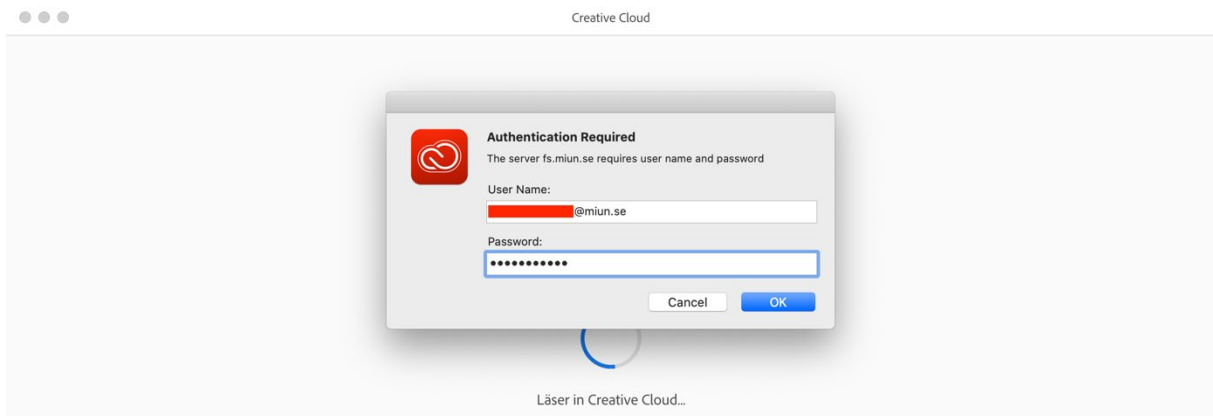 Creative Cloud
Authentication Required
The server fs.miun.se requires user name and password
User Name:
@miun.se
Password:
•••••••••••
Cancel
OK
Läser in Creative Cloud...